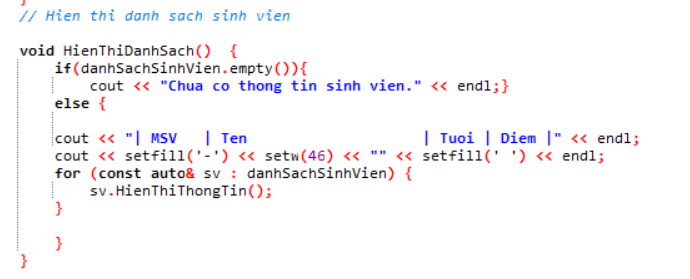 // Hien thi danh sach sinh vien
void HienThiDanhSach()  {
    if(danhSachSinhVien.empty()){
        cout << "Chua co thong tin sinh vien." << endl;}
    else {
    cout << "| MSV   | Ten                    | Tuoi | Diem |" << endl;
    cout << setfill('-') << setw(46) << "" << setfill(' ') << endl;
    for (const auto& sv : danhSachSinhVien) {
        sv.HienThiThongTin();
    }
    }
}